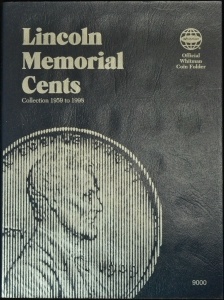 Lincoln
Memorial
Cents
Collection 1959 to 1998
Official
Whitman
Coin Folder
9000